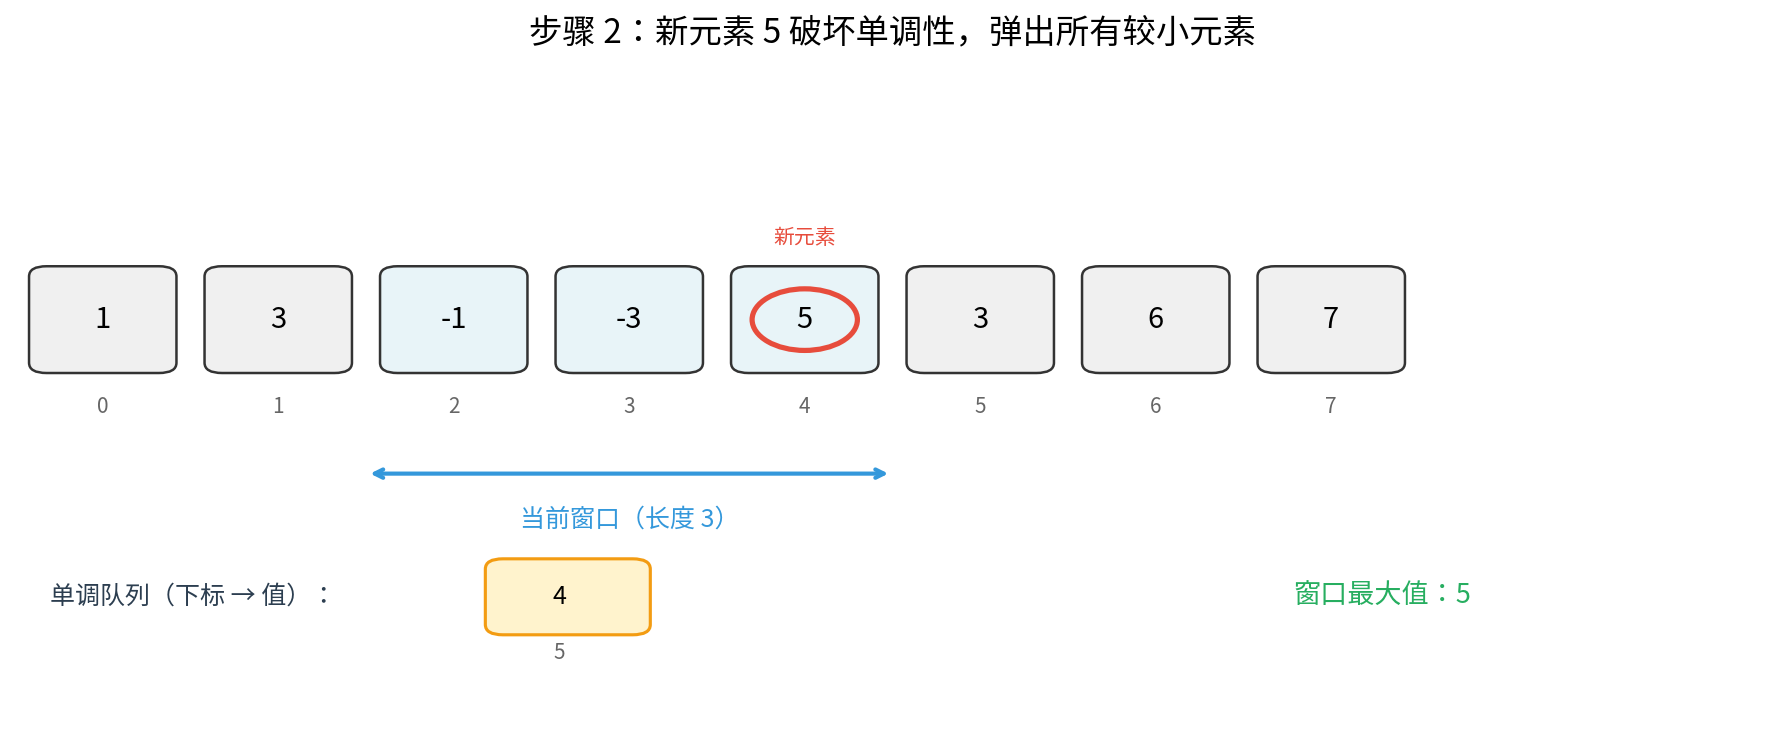 步骤 2：新元素 5 破坏单调性，弹出所有较小元素
新元素
1 3 -1 -3 5 3 6 7
0 1 2 3 4 5 6 7
当前窗口（长度 3）
单调队列（下标 → 值）： 4 窗口最大值：5
5